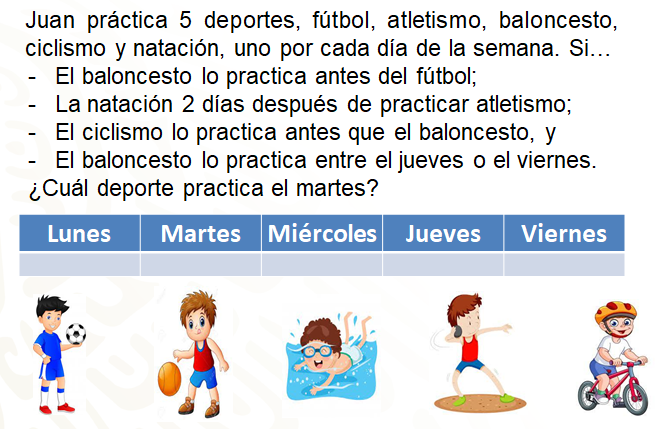 Juan práctica 5 deportes, fútbol, atletismo, baloncesto,
ciclismo y natación, uno por cada día de la semana. Si…
- El baloncesto lo practica antes del fútbol;
- La natación 2 días después de practicar atletismo;
- El ciclismo lo practica antes que el baloncesto, y
- El baloncesto lo practica entre el jueves o el viernes.
¿Cuál deporte practica el martes?
Lunes Martes Miércoles Jueves Viernes